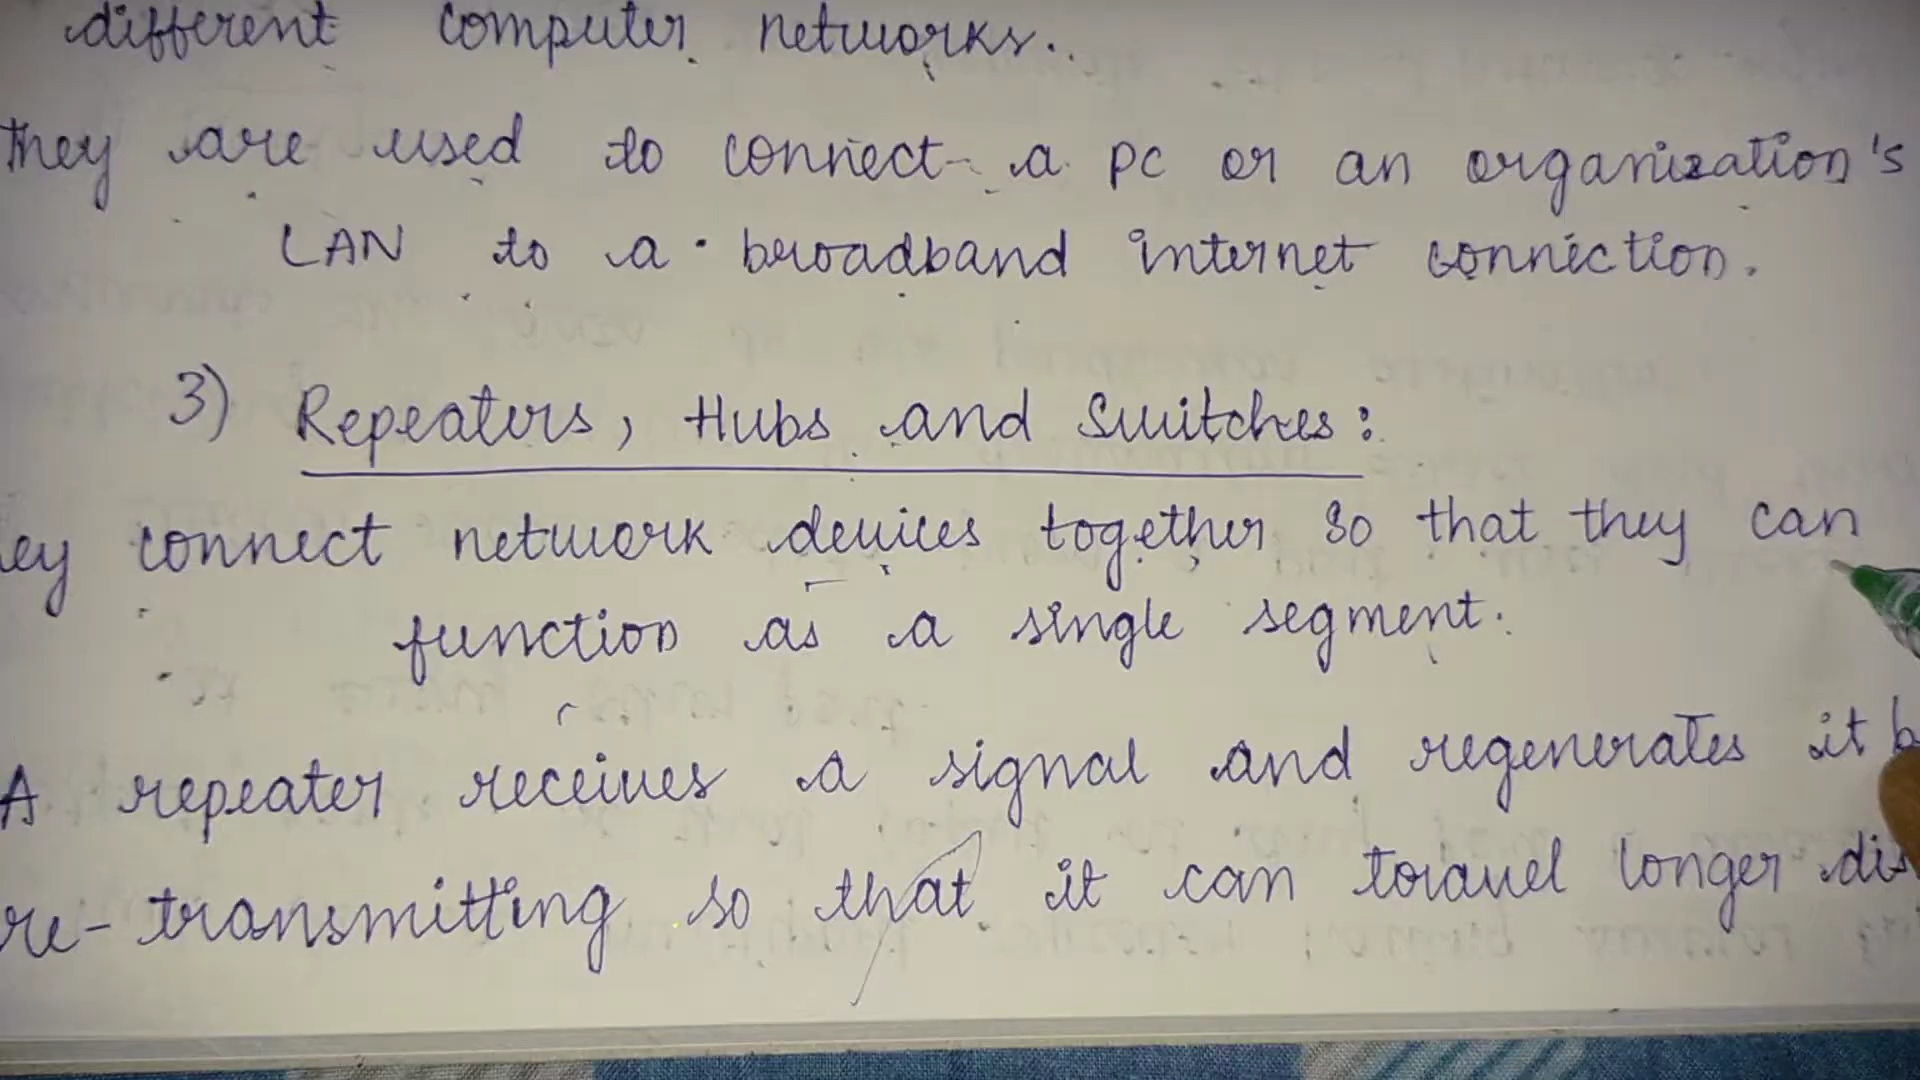 different computer networks.
They are used to connect a PC or an organization's
LAN to a broadband internet connection.
3) Repeaters, Hubs and Switches:
ey connect network devices together so that they can
function as a single segment.
A repeater receives a signal and regenerates it b
re-transmitting so that it can travel longer dis